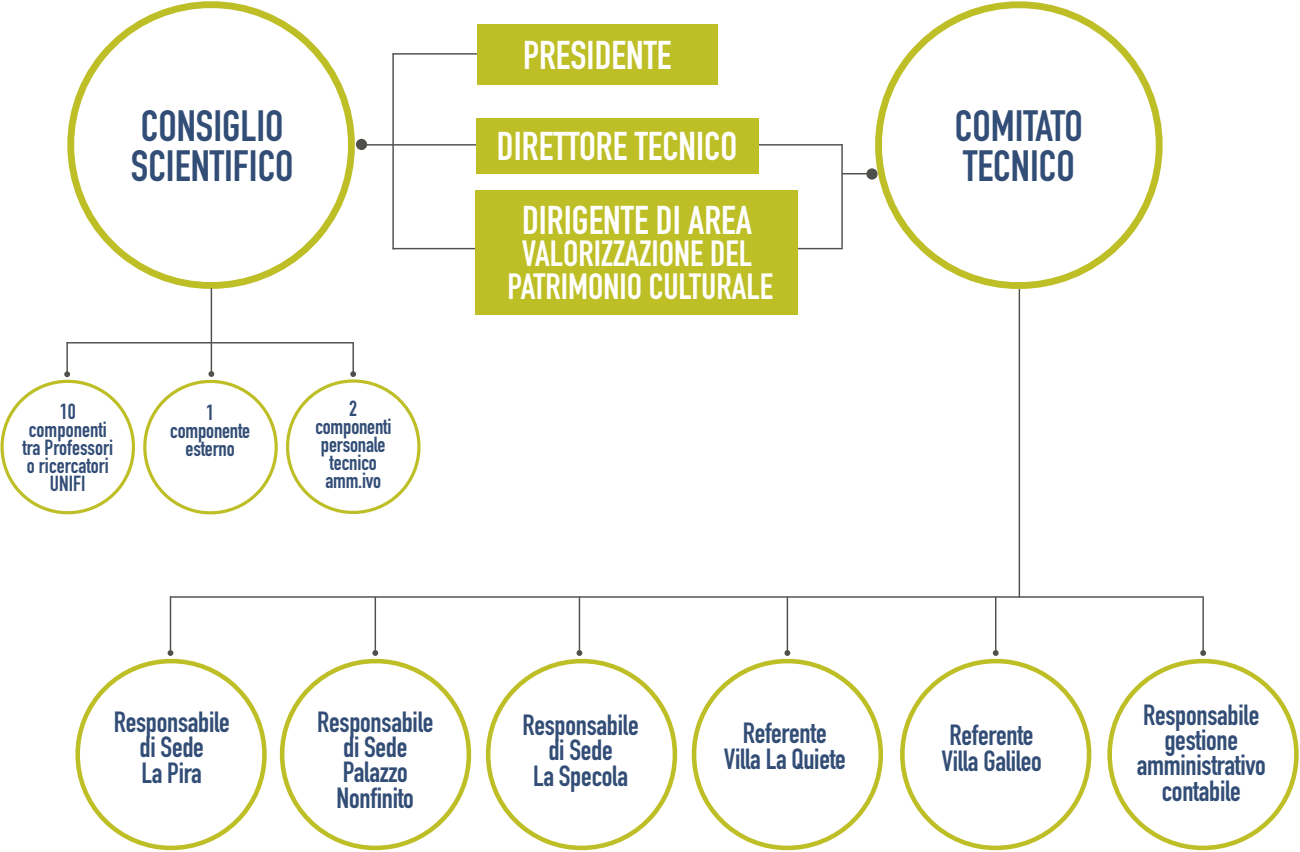 CONSIGLIO
SCIENTIFICO
PRESIDENTE
DIRETTORE TECNICO
DIRIGENTE DI AREA
VALORIZZAZIONE DEL
PATRIMONIO CULTURALE
COMITATO
TECNICO
10
componenti
tra Professori
o ricercatori
UNIFI
1
componente
esterno
2
componenti
personale
tecnico
amm.ivo
Responsabile
di Sede
La Pira
Responsabile
di Sede
Palazzo
Nonfinito
Responsabile
di Sede
La Specola
Referente
Villa La Quiete
Referente
Villa Galileo
Responsabile
gestione
amministrativo
contabile